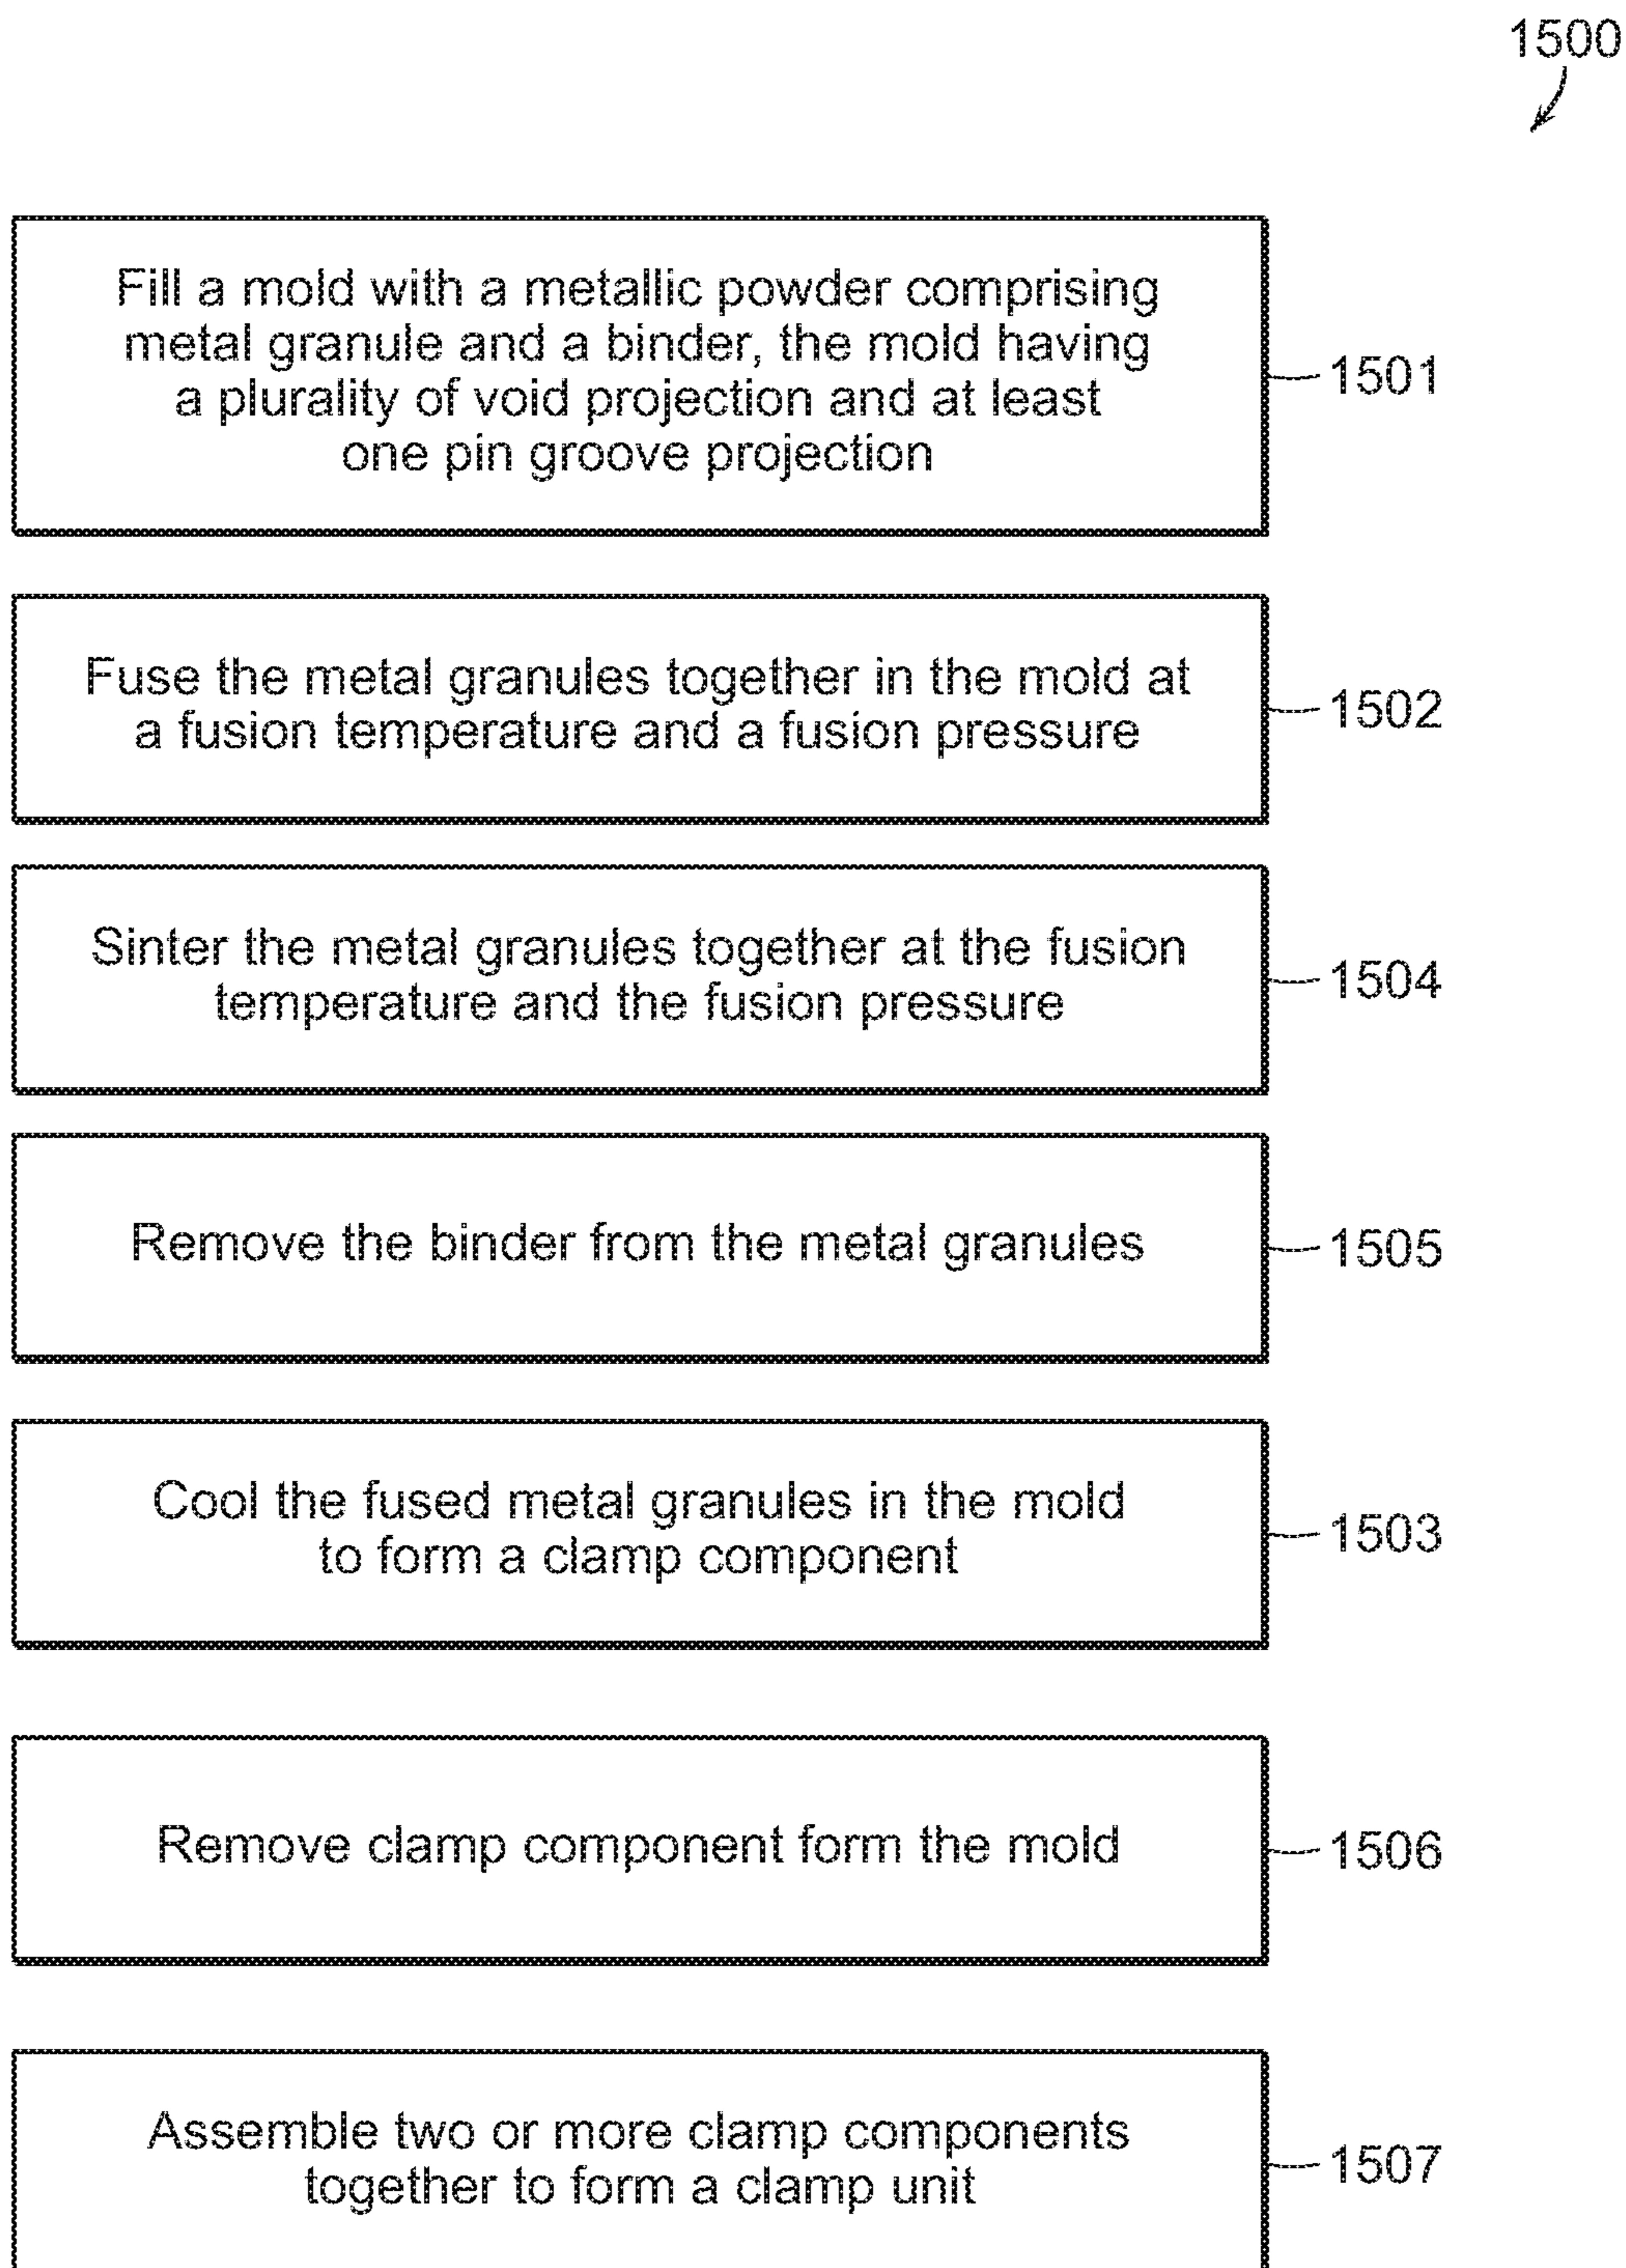 1500
Fill a mold with a metallic powder comprising
metal granule and a binder, the mold having
a plurality of void projection and at least
one pin groove projection
1501
Fuse the metal granules together in the mold at
a fusion temperature and a fusion pressure
1502
Sinter the metal granules together at the fusion
temperature and the fusion pressure
1504
Remove the binder from the metal granules
1505
Cool the fused metal granules in the mold
to form a clamp component
1503
Remove clamp component form the mold
1506
Assemble two or more clamp components
together to form a clamp unit
1507